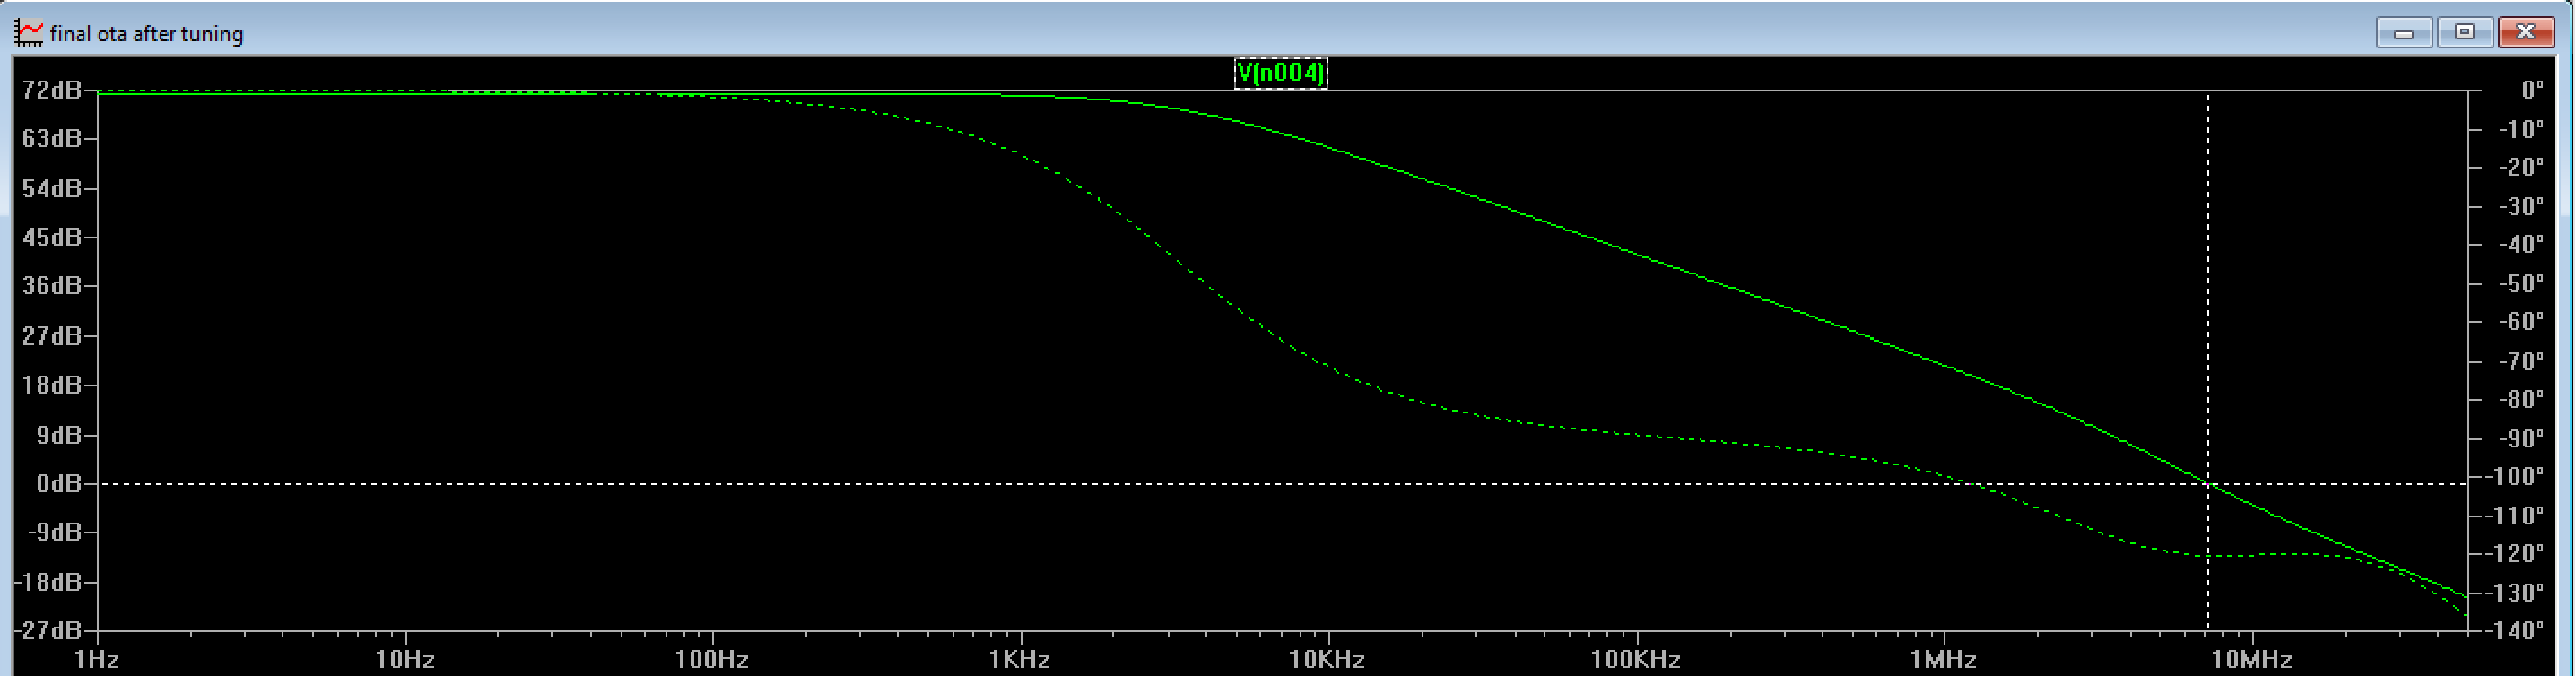 final ota after tuning
V(n004)
72dB
63dB
54dB
45dB
36dB
27dB
18dB
9dB
0dB
-9dB
-18dB
-27dB
0°
-10°
-20°
-30°
-40°
-50°
-60°
-70°
-80°
-90°
-100°
-110°
-120°
-130°
-140°
1Hz 10Hz 100Hz 1KHz 10KHz 100KHz 1MHz 10MHz